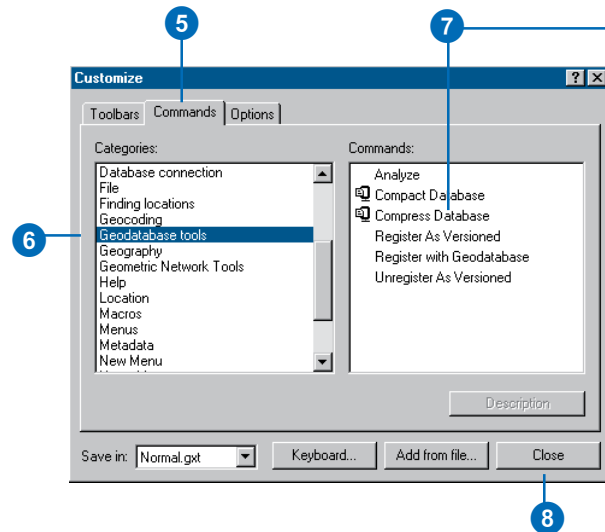 5
7
Customize
? ×
Toolbars Commands Options
Categories:
Database connection
File
Finding locations
Geocoding
Geodatabase tools
Geography
Geometric Network Tools
Help
Location
Macros
Menus
Metadata
New Menu
6
Commands:
Analyze
Compact Database
Compress Database
Register As Versioned
Register with Geodatabase
Unregister As Versioned
Description
Save in: Normal.gxt
Keyboard...
Add from file...
Close
8